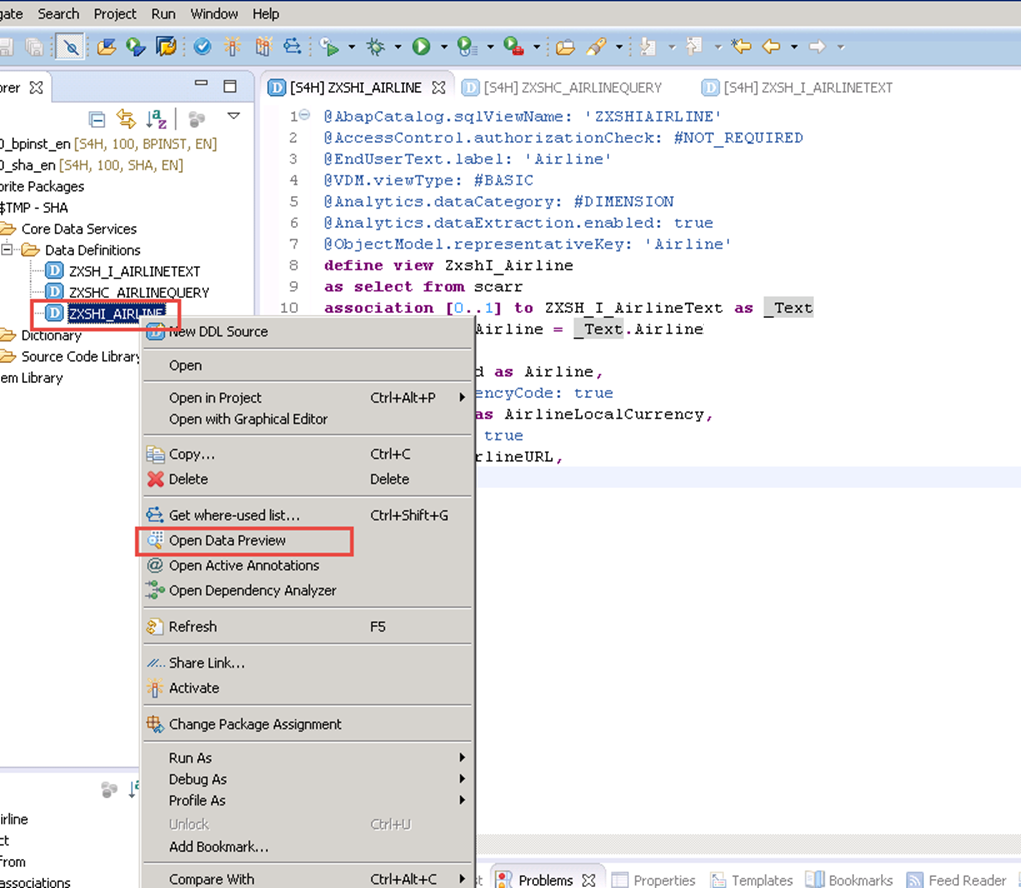 gate Search Project Run Window Help
orer
[S4H] ZXSHI_AIRLINE [S4H] ZXSHC_AIRLINEQUERY [S4H] ZXSH_I_AIRLINETEXT
0_bpinst_en [S4H, 100, BPINST, EN]
0_sha_en [S4H, 100, SHA, EN]
orite Packages
$TMP - SHA
Core Data Services
Data Definitions
ZXSH_I_AIRLINETEXT
ZXSHC_AIRLINEQUERY
ZXSHI_AIRLINE
Dictionary
Source Code Library
em Library
1 @AbapCatalog.sqlViewName: 'ZXSHIAIRLINE'
2 @AccessControl.authorizationCheck: #NOT_REQUIRED
3 @EndUserText.label: 'Airline'
4 @VDM.viewType: #BASIC
5 @Analytics.dataCategory: #DIMENSION
6 @Analytics.dataExtraction.enabled: true
7 @ObjectModel.representativeKey: 'Airline'
8 define view ZxshI_Airline
9 as select from scarr
10 association [0..1] to ZXSH_I_AirlineText as _Text
Airline = _Text.Airline
d as Airline,
encyCode: true
as AirlineLocalCurrency,
true
rlineURL,
New DDL Source
Open
Open in Project Ctrl+Alt+P
Open with Graphical Editor
Copy... Ctrl+C
Delete Delete
Get where-used list... Ctrl+Shift+G
Open Data Preview
Open Active Annotations
Open Dependency Analyzer
Refresh F5
Share Link...
Activate
Change Package Assignment
Run As
Debug As
Profile As
Unlock Ctrl+U
Add Bookmark...
Compare With Ctrl+Alt+C
irline
ct
from
associations
st Problems Properties Templates Bookmarks Feed Reader